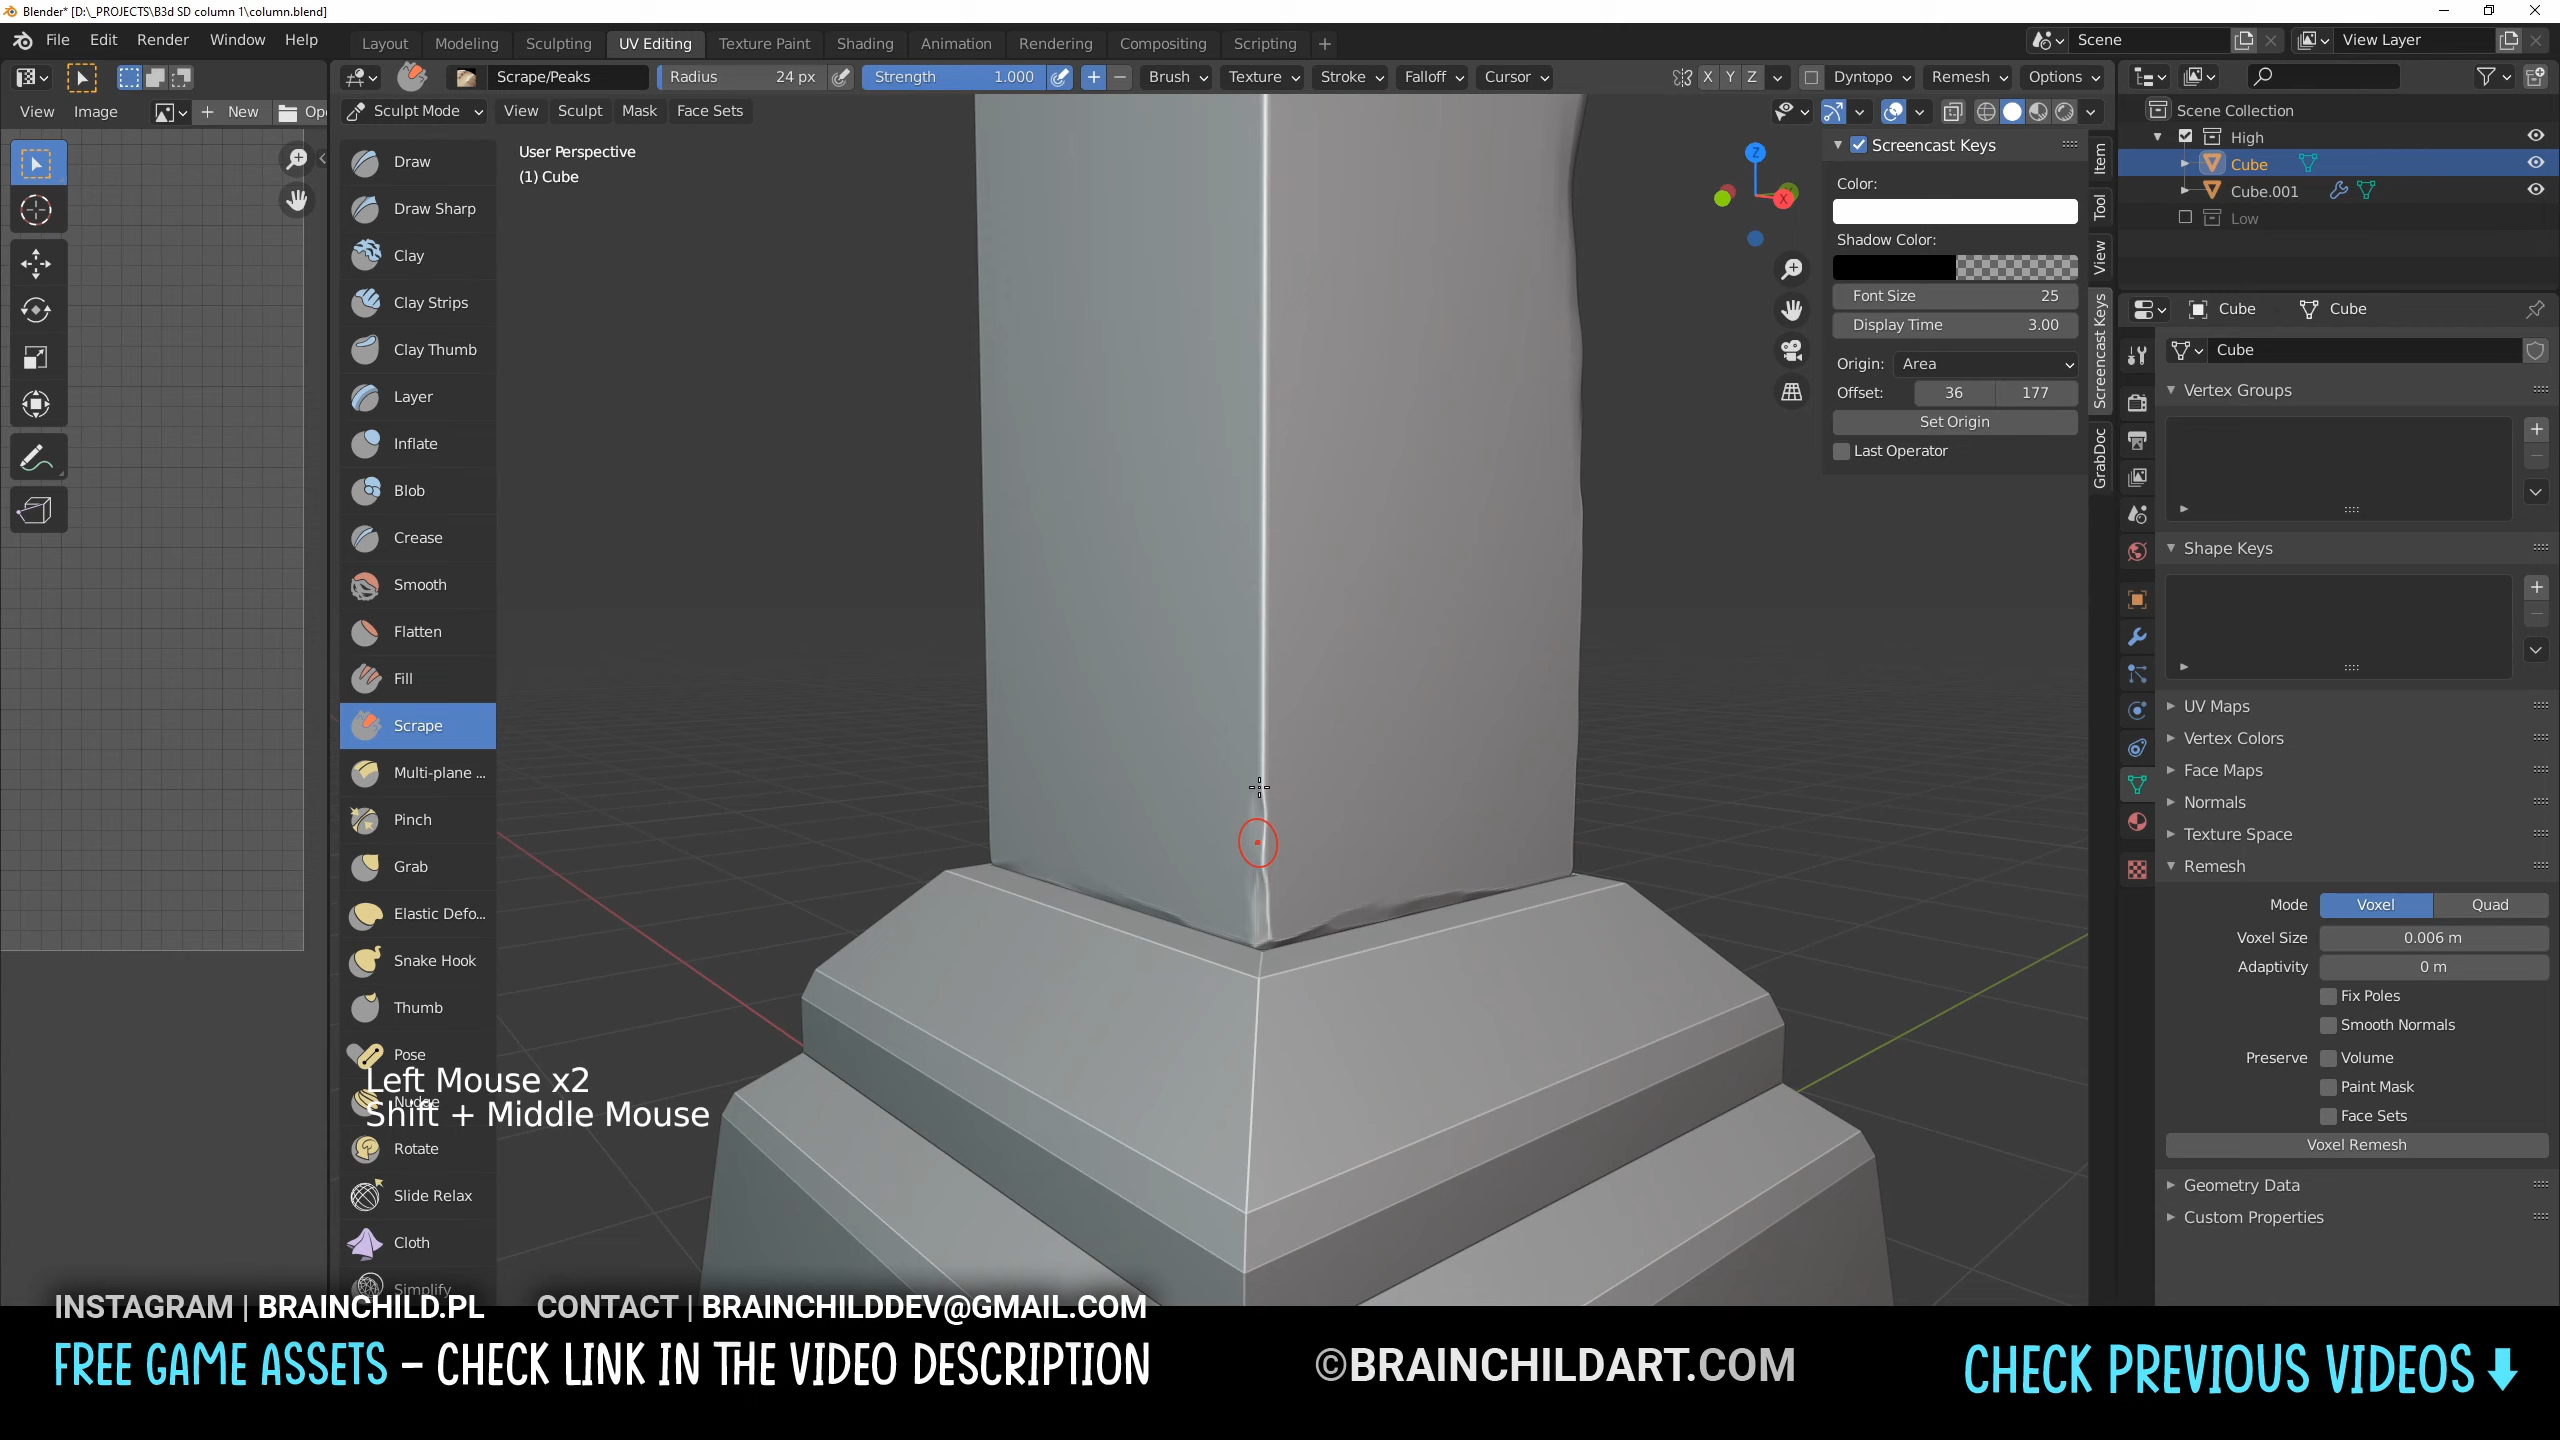 Blender* [D:\_PROJECTS\B3d SD column 1\column.blend]
File Edit Render Window Help Layout Modeling Sculpting UV Editing Texture Paint Shading Animation Rendering Compositing Scripting + Scene View Layer
Scrape/Peaks Radius 24 px Strength 1.000 Brush Texture Stroke Falloff Cursor X Y Z Dyntopo Remesh Options
View Image + New Op Sculpt Mode View Sculpt Mask Face Sets
User Perspective
(1) Cube
Draw
Draw Sharp
Clay
Clay Strips
Clay Thumb
Layer
Inflate
Blob
Crease
Smooth
Flatten
Fill
Scrape
Multi-plane ...
Pinch
Grab
Elastic Defo...
Snake Hook
Thumb
Pose
Nudge
Rotate
Slide Relax
Cloth
Simplify
Left Mouse x2
Shift + Middle Mouse
Z
X
Screencast Keys
Color:
Shadow Color:
Font Size 25
Display Time 3.00
Origin: Area
Offset: 36 177
Set Origin
Last Operator
Item
Tool
View
Screencast Keys
GrabDoc
Scene Collection
High
Cube
Cube.001
Low
Cube Cube
Cube
Vertex Groups
Shape Keys
UV Maps
Vertex Colors
Face Maps
Normals
Texture Space
Remesh
Mode Voxel Quad
Voxel Size 0.006 m
Adaptivity 0 m
Fix Poles
Smooth Normals
Preserve Volume
Paint Mask
Face Sets
Voxel Remesh
Geometry Data
Custom Properties
INSTAGRAM | BRAINCHILD.PL CONTACT | BRAINCHILDDEV@GMAIL.COM
FREE GAME ASSETS – CHECK LINK IN THE VIDEO DESCRIPTION
©BRAINCHILDART.COM
CHECK PREVIOUS VIDEOS